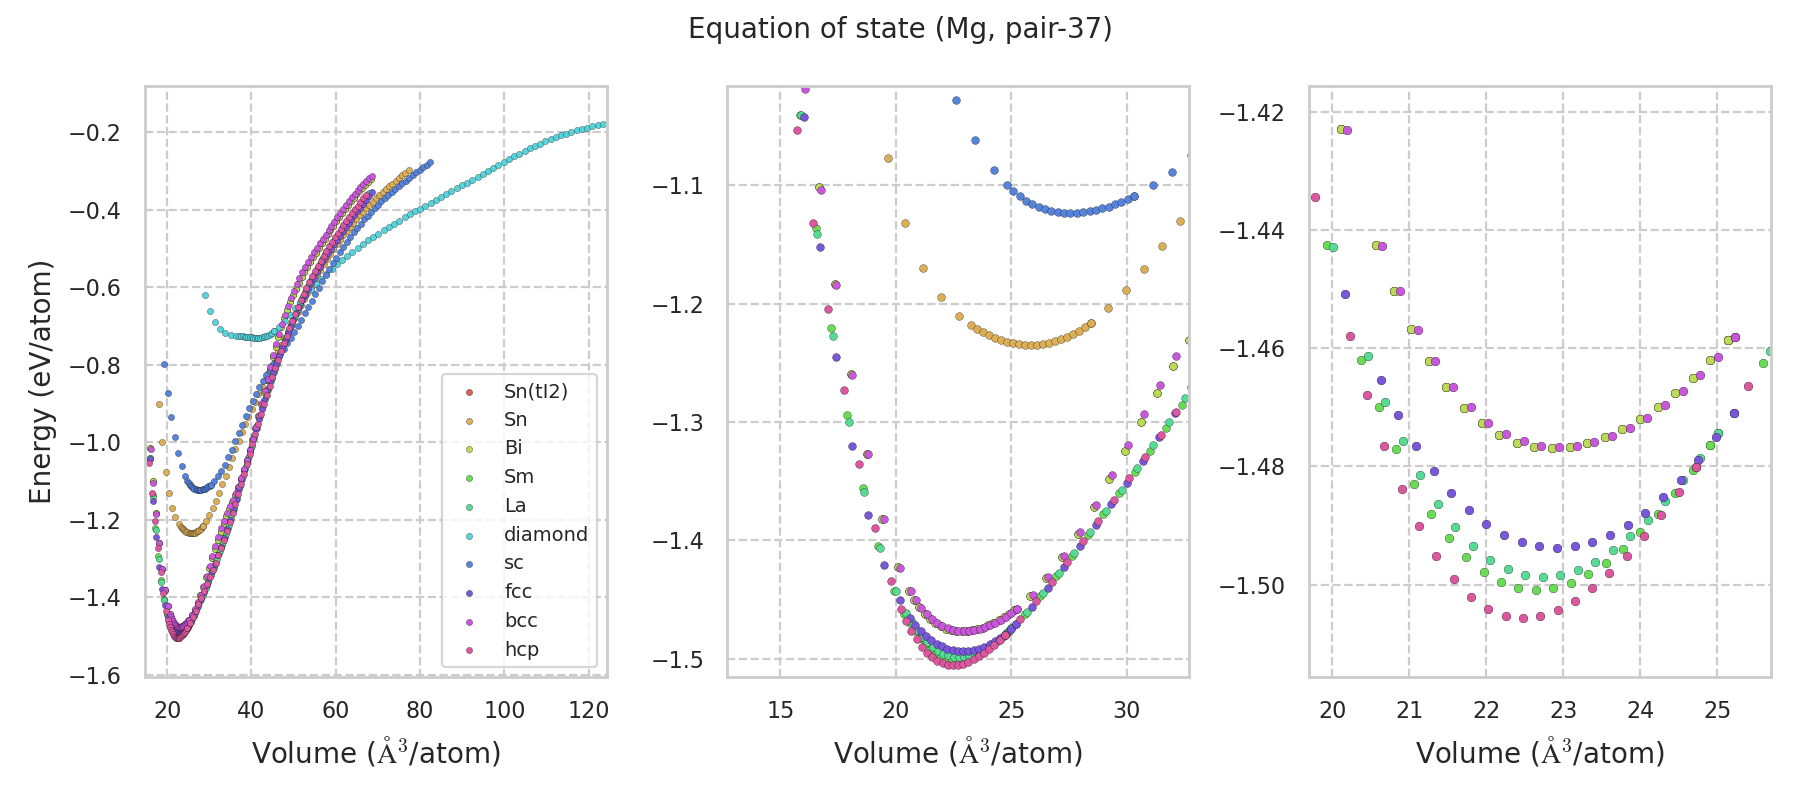 Equation of state (Mg, pair-37)
Energy (eV/atom)
−0.2
−0.4
−0.6
−0.8
−1.0
−1.2
−1.4
−1.6
20
40
60
80
100
120
Volume (Å³/atom)
Sn(tI2)
Sn
Bi
Sm
La
diamond
sc
fcc
bcc
hcp
−1.1
−1.2
−1.3
−1.4
−1.5
15
20
25
30
Volume (Å³/atom)
−1.42
−1.44
−1.46
−1.48
−1.50
20
21
22
23
24
25
Volume (Å³/atom)